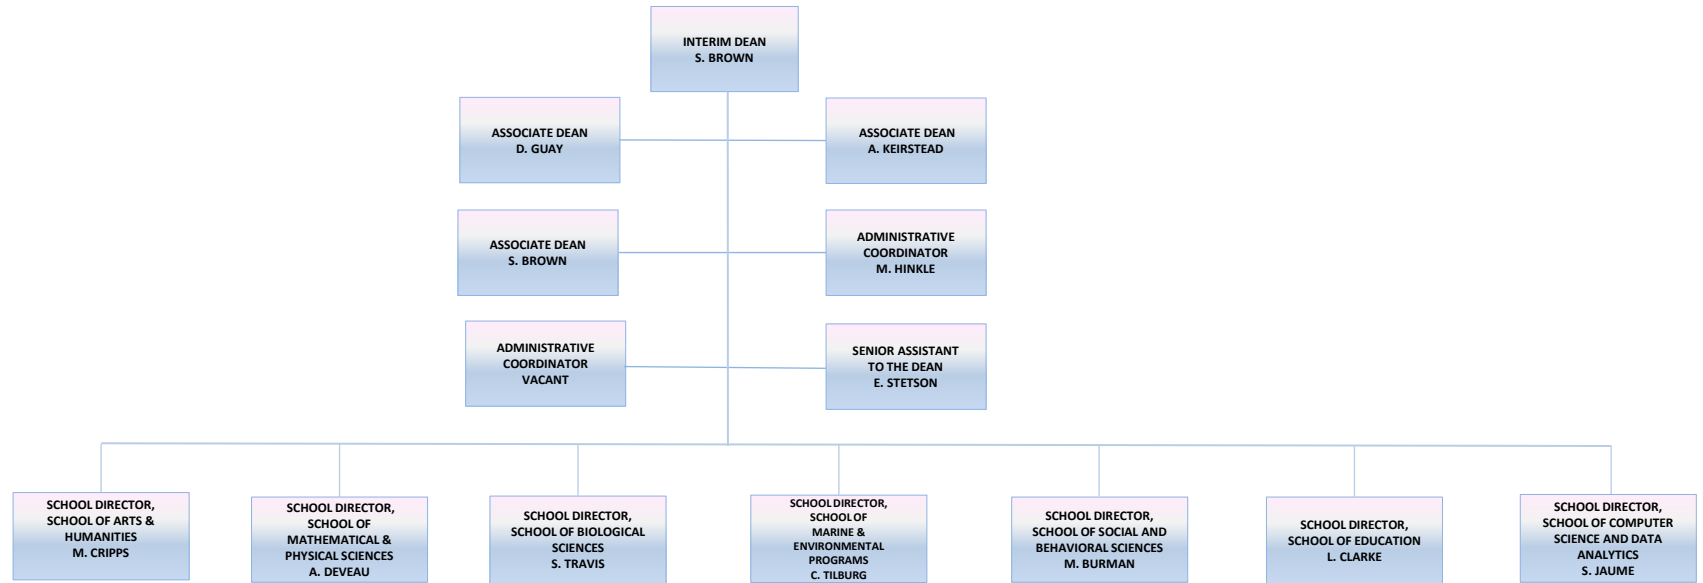 INTERIM DEAN
S. BROWN
ASSOCIATE DEAN
D. GUAY
ASSOCIATE DEAN
A. KEIRSTEAD
ASSOCIATE DEAN
S. BROWN
ADMINISTRATIVE
COORDINATOR
M. HINKLE
ADMINISTRATIVE
COORDINATOR
VACANT
SENIOR ASSISTANT
TO THE DEAN
E. STETSON
SCHOOL DIRECTOR,
SCHOOL OF ARTS &
HUMANITIES
M. CRIPPS
SCHOOL DIRECTOR,
SCHOOL OF
MATHEMATICAL &
PHYSICAL SCIENCES
A. DEVEAU
SCHOOL DIRECTOR,
SCHOOL OF BIOLOGICAL
SCIENCES
S. TRAVIS
SCHOOL DIRECTOR,
SCHOOL OF
MARINE &
ENVIRONMENTAL
PROGRAMS
C. TILBURG
SCHOOL DIRECTOR,
SCHOOL OF SOCIAL AND
BEHAVIORAL SCIENCES
M. BURMAN
SCHOOL DIRECTOR,
SCHOOL OF EDUCATION
L. CLARKE
SCHOOL DIRECTOR,
SCHOOL OF COMPUTER
SCIENCE AND DATA
ANALYTICS
S. JAUME